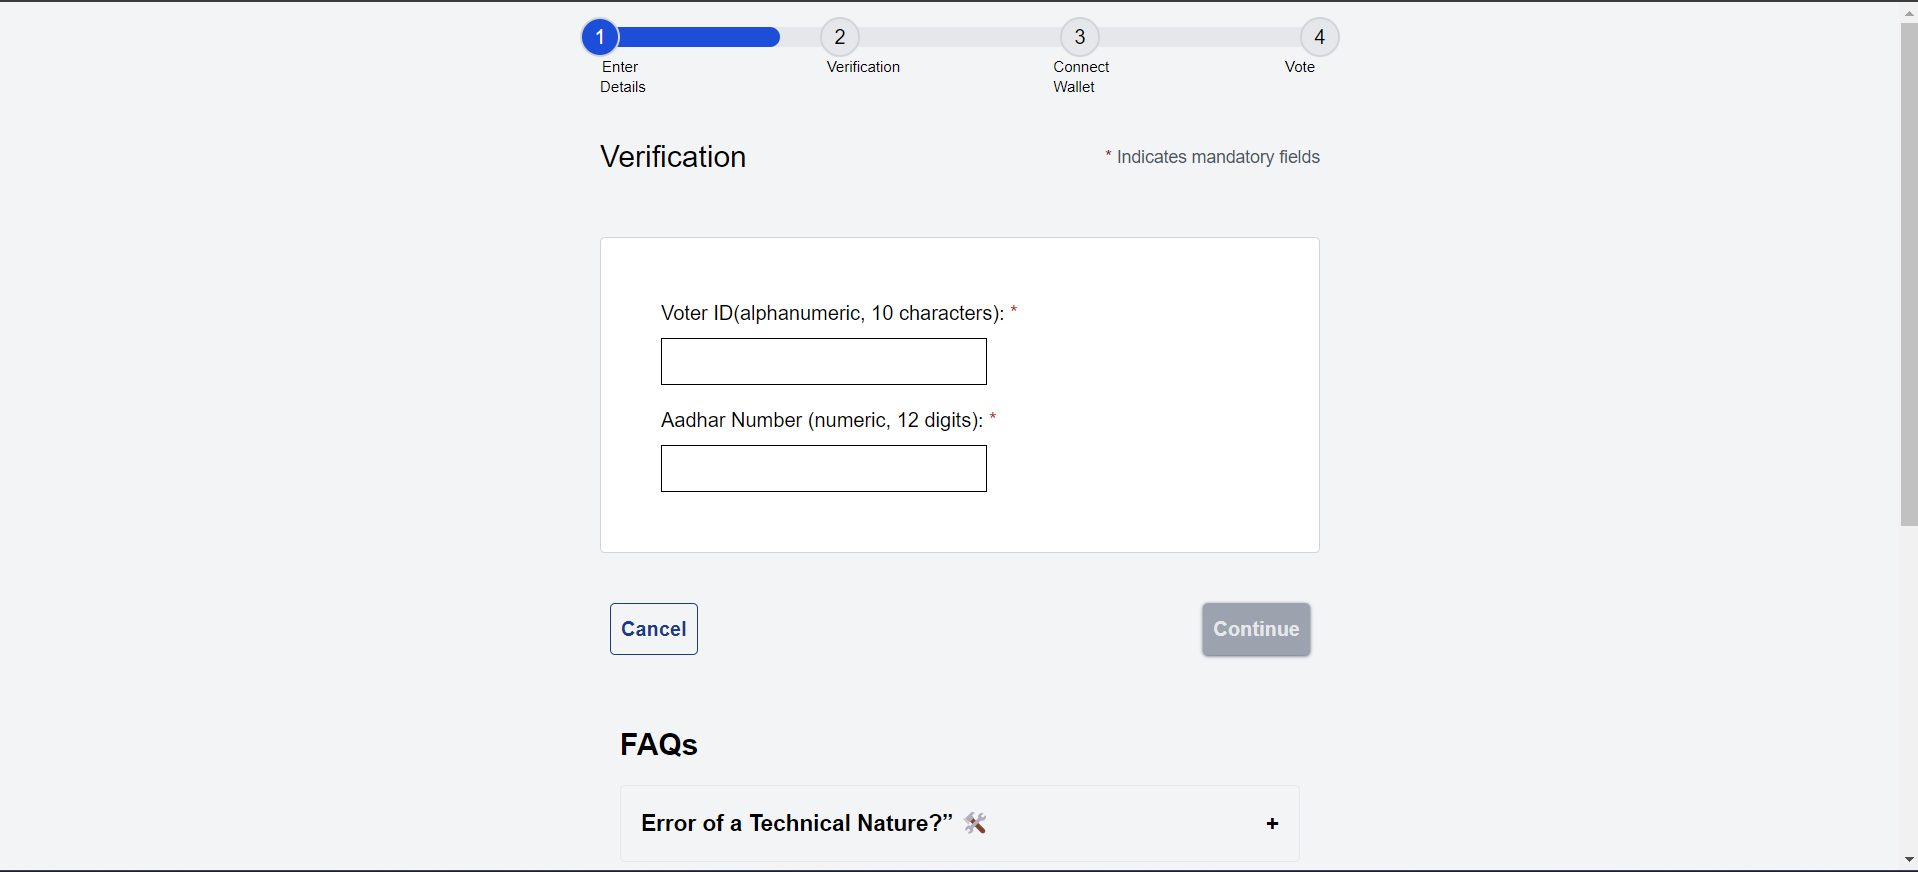 1 2 3 4
Enter
Details
Verification
Connect
Wallet
Vote
Verification
* Indicates mandatory fields
Voter ID(alphanumeric, 10 characters): *
Aadhar Number (numeric, 12 digits): *
Cancel
Continue
FAQs
Error of a Technical Nature?” 🛠 +